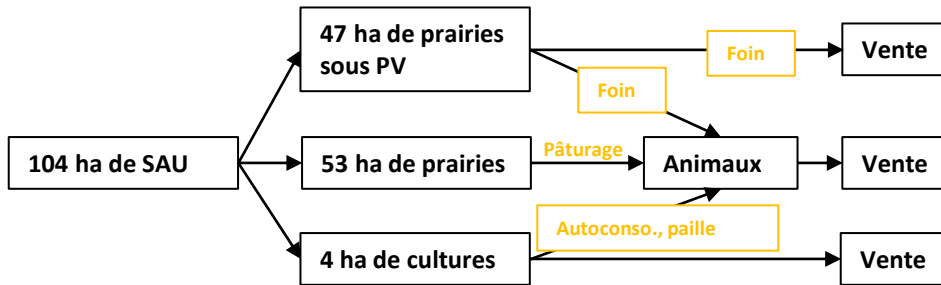 47 ha de prairies
sous PV
Foin
Vente
Foin
104 ha de SAU
53 ha de prairies
Pâturage
Animaux
Vente
Autoconso., paille
4 ha de cultures
Vente